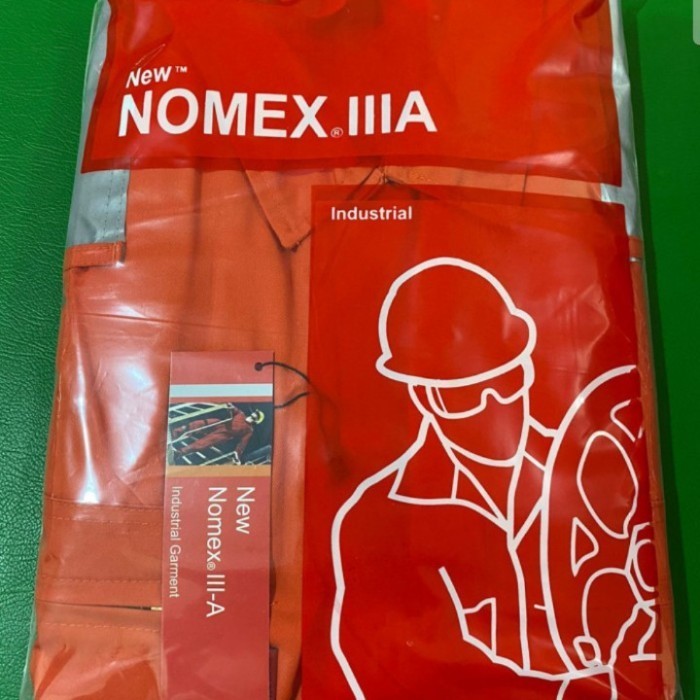 New™
NOMEX® IIIA
Industrial
New
Nomex® III-A
Industrial Garment